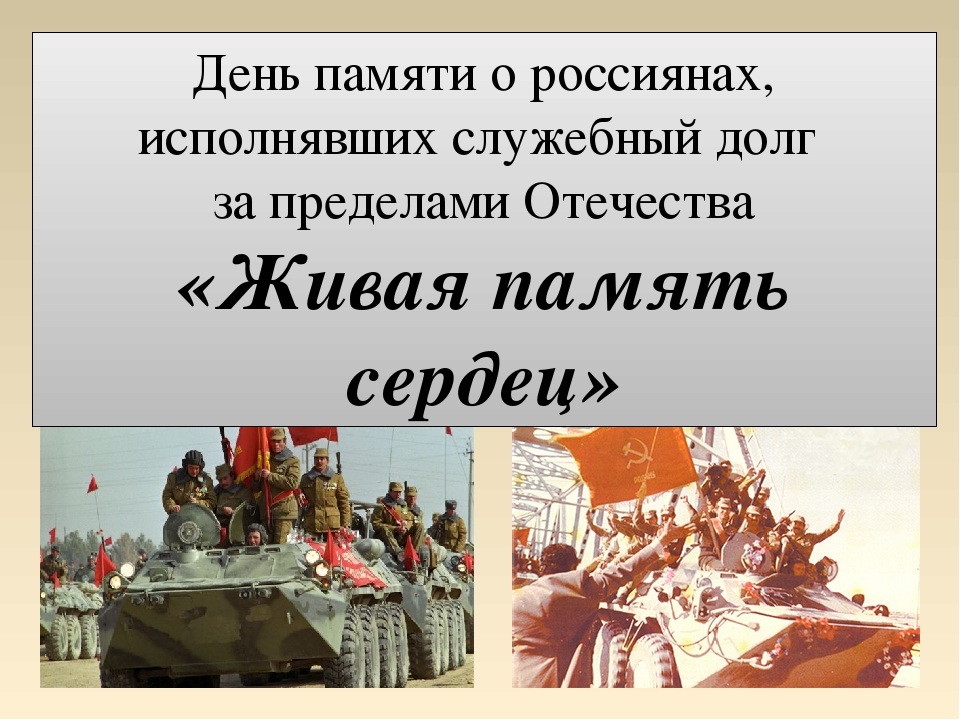 День памяти о россиянах,
исполнявших служебный долг
за пределами Отечества
«Живая память
сердец»